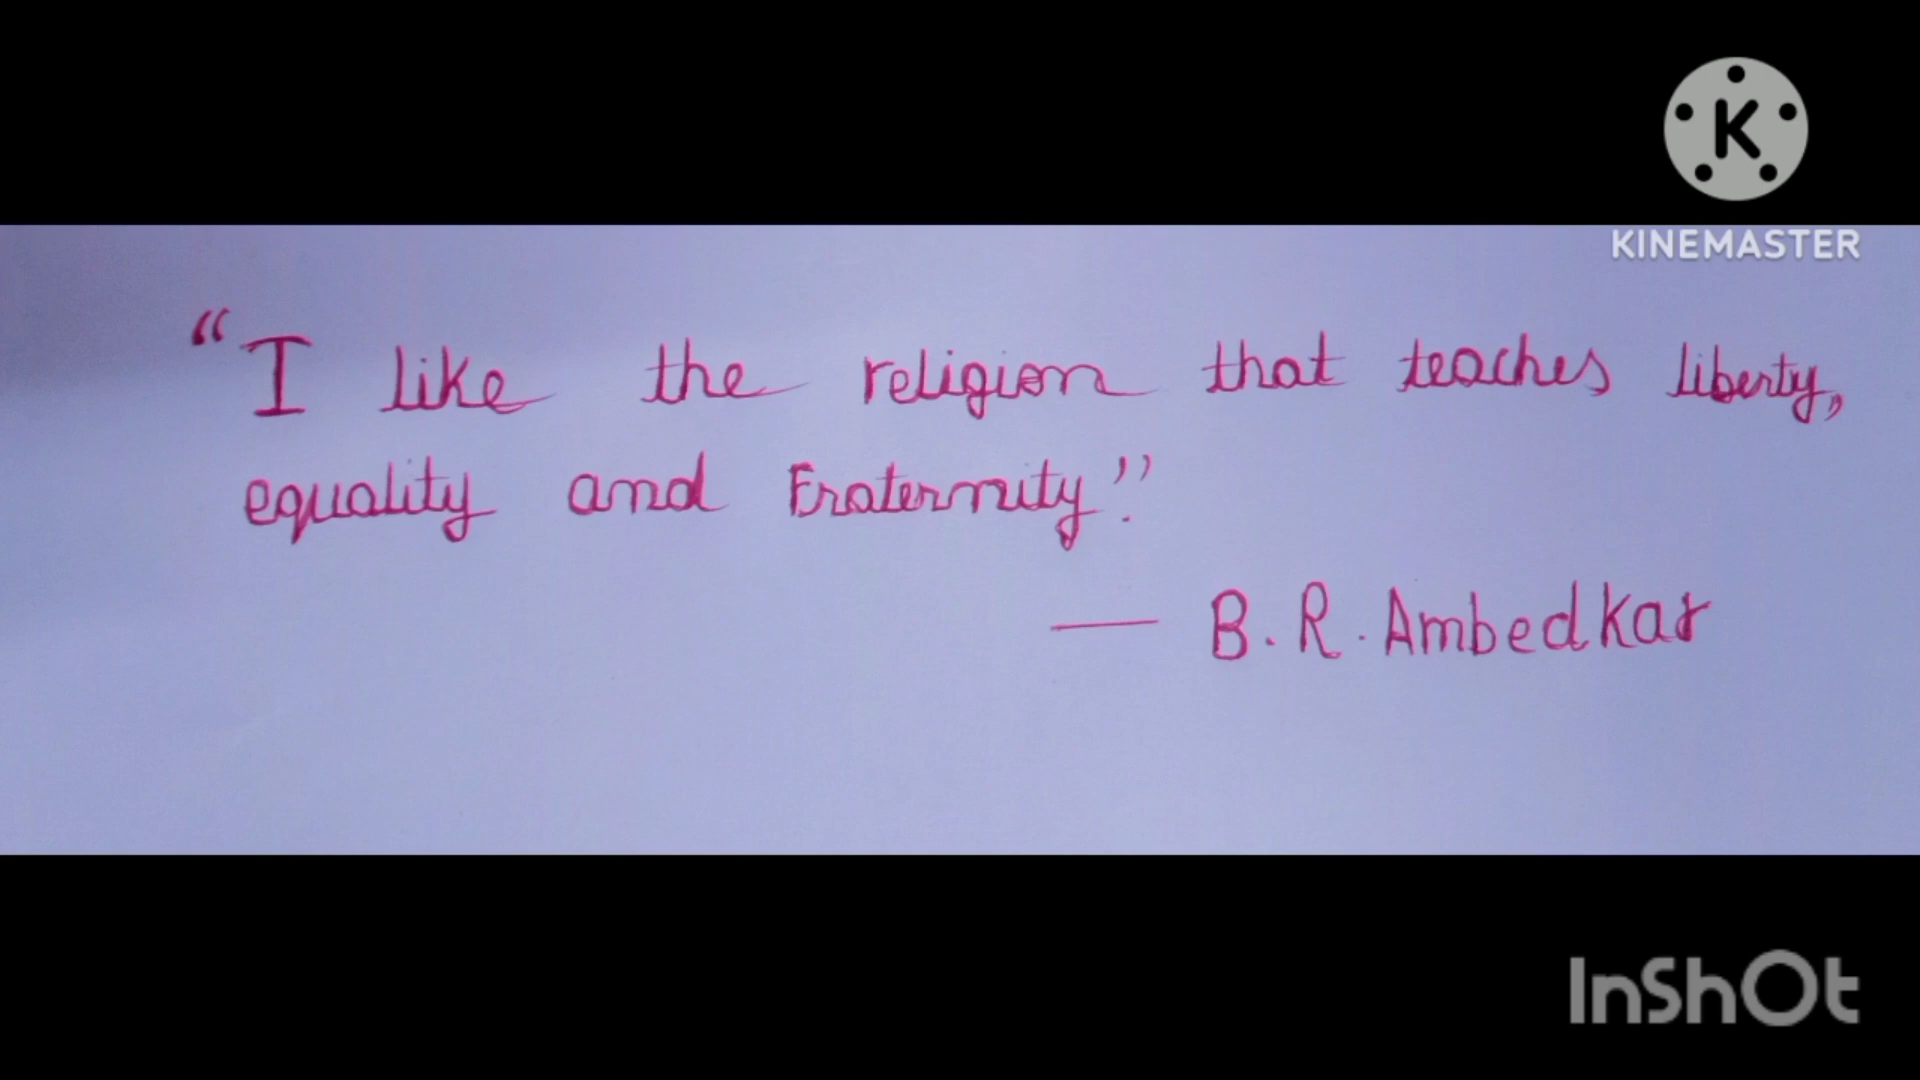 K
KINEMASTER
"I like the religion that teaches liberty,
equality and Fraternity."
— B. R. Ambedkar
InShOt